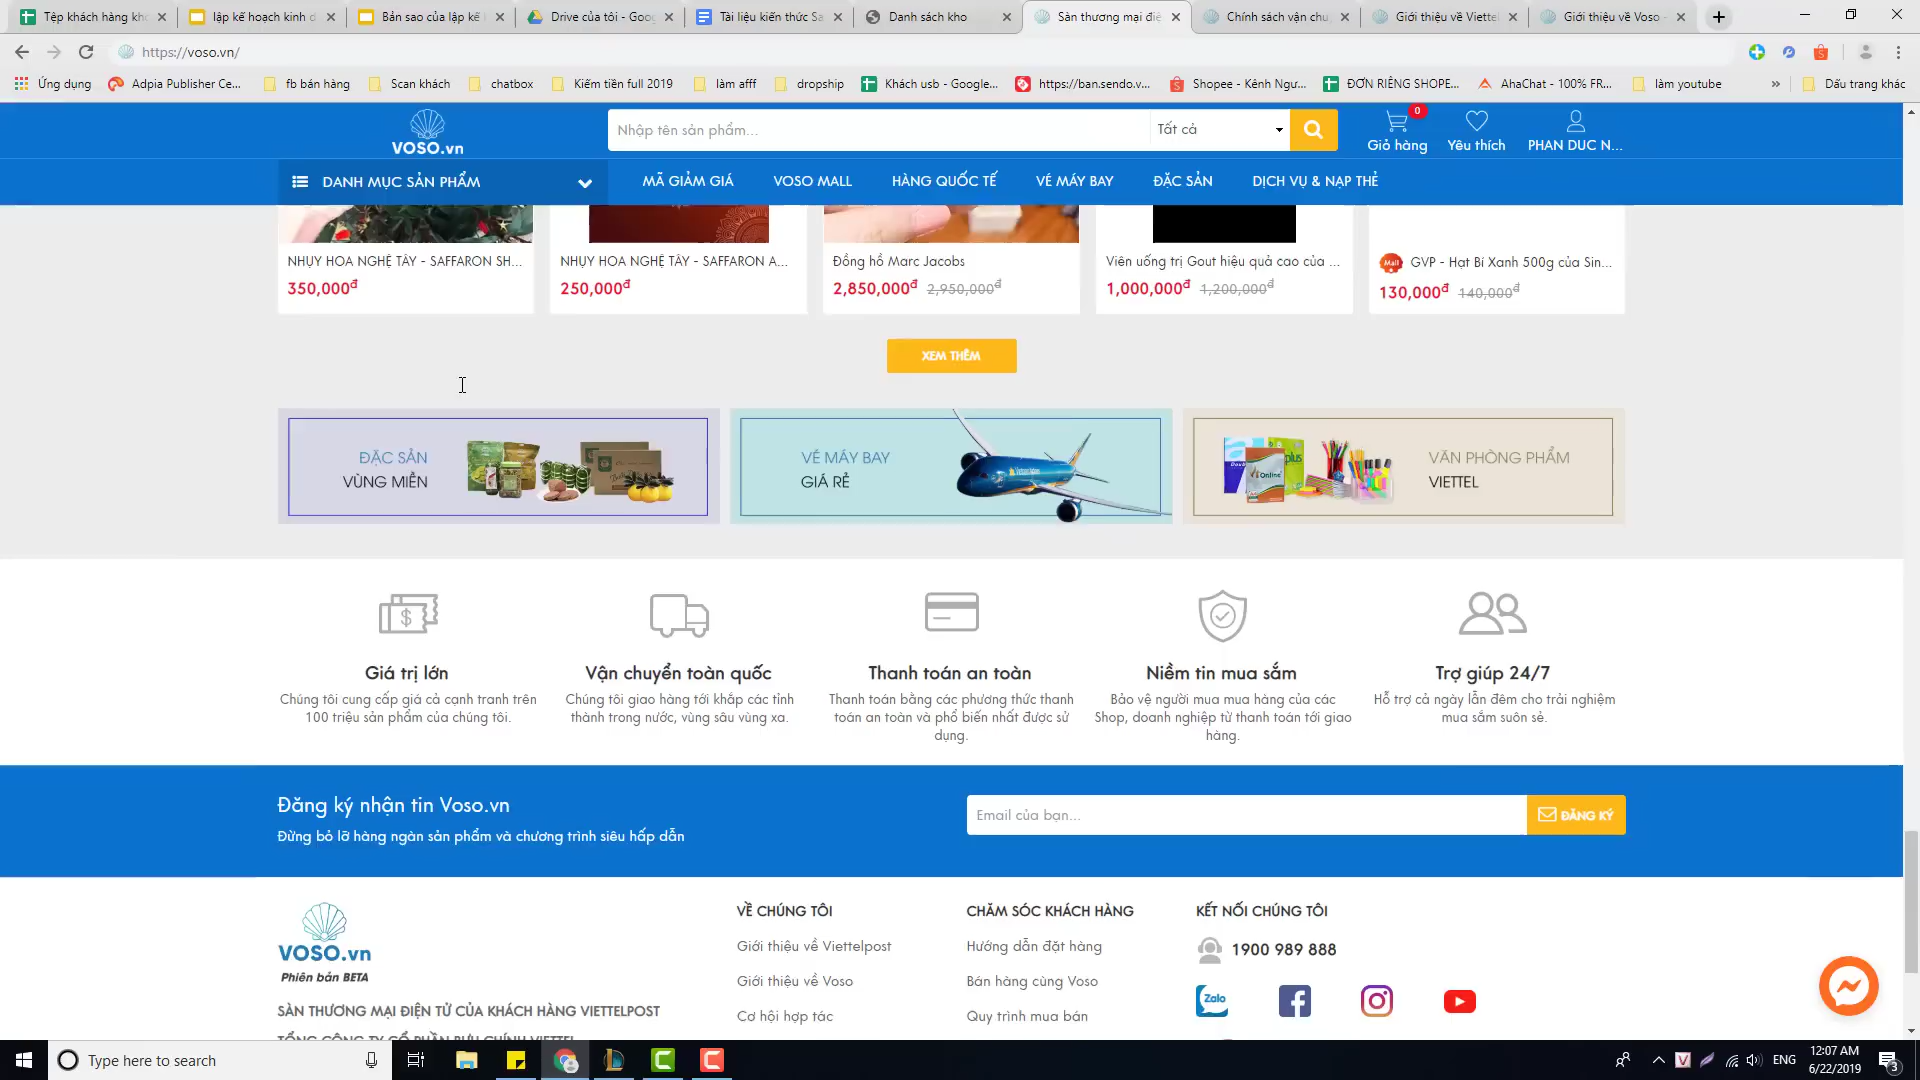 Tệp khách hàng kh
lập kế hoạch kinh d
Bản sao của lập kế
Drive của tôi - Goo
Tài liệu kiến thức Sa
Danh sách kho
Sàn thương mại điệ
Chính sách vận chu
Giới thiệu về Viettel
Giới thiệu về Voso -
https://voso.vn/
Ứng dụng
Adpia Publisher Ce...
fb bán hàng
Scan khách
chatbox
Kiếm tiền full 2019
làm afff
dropship
Khách usb - Google...
https://ban.sendo.v...
Shopee - Kênh Ngư...
ĐƠN RIÊNG SHOPE...
AhaChat - 100% FR...
làm youtube
»
Dấu trang khác
VOSO.vn
Nhập tên sản phẩm...
Tất cả
0
Giỏ hàng
Yêu thích
PHAN DUC N...
DANH MỤC SẢN PHẨM
MÃ GIẢM GIÁ
VOSO MALL
HÀNG QUỐC TẾ
VÉ MÁY BAY
ĐẶC SẢN
DỊCH VỤ & NẠP THẺ
NHỤY HOA NGHỆ TÂY - SAFFARON SH...
350,000đ
NHỤY HOA NGHỆ TÂY - SAFFARON A...
250,000đ
Đồng hồ Marc Jacobs
2,850,000đ 2,950,000đ
Viên uống trị Gout hiệu quả cao của ...
1,000,000đ 1,200,000đ
Mall GVP - Hạt Bí Xanh 500g của Sin...
130,000đ 140,000đ
XEM THÊM
ĐẶC SẢN
VÙNG MIỀN
VÉ MÁY BAY
GIÁ RẺ
VĂN PHÒNG PHẨM
VIETTEL
Giá trị lớn
Chúng tôi cung cấp giá cả cạnh tranh trên
100 triệu sản phẩm của chúng tôi.
Vận chuyển toàn quốc
Chúng tôi giao hàng tới khắp các tỉnh
thành trong nước, vùng sâu vùng xa.
Thanh toán an toàn
Thanh toán bằng các phương thức thanh
toán an toàn và phổ biến nhất được sử
dụng.
Niềm tin mua sắm
Bảo vệ người mua mua hàng của các
Shop, doanh nghiệp từ thanh toán tới giao
hàng.
Trợ giúp 24/7
Hỗ trợ cả ngày lẫn đêm cho trải nghiệm
mua sắm suôn sẻ.
Đăng ký nhận tin Voso.vn
Đừng bỏ lỡ hàng ngàn sản phẩm và chương trình siêu hấp dẫn
Email của bạn...
ĐĂNG KÝ
VOSO.vn
Phiên bản BETA
SÀN THƯƠNG MẠI ĐIỆN TỬ CỦA KHÁCH HÀNG VIETTELPOST
TỔNG CÔNG TY CỔ PHẦN BƯU CHÍNH VIETTEL
VỀ CHÚNG TÔI
Giới thiệu về Viettelpost
Giới thiệu về Voso
Cơ hội hợp tác
CHĂM SÓC KHÁCH HÀNG
Hướng dẫn đặt hàng
Bán hàng cùng Voso
Quy trình mua bán
KẾT NỐI CHÚNG TÔI
1900 989 888
Zalo
Type here to search
ENG
12:07 AM
6/22/2019
3